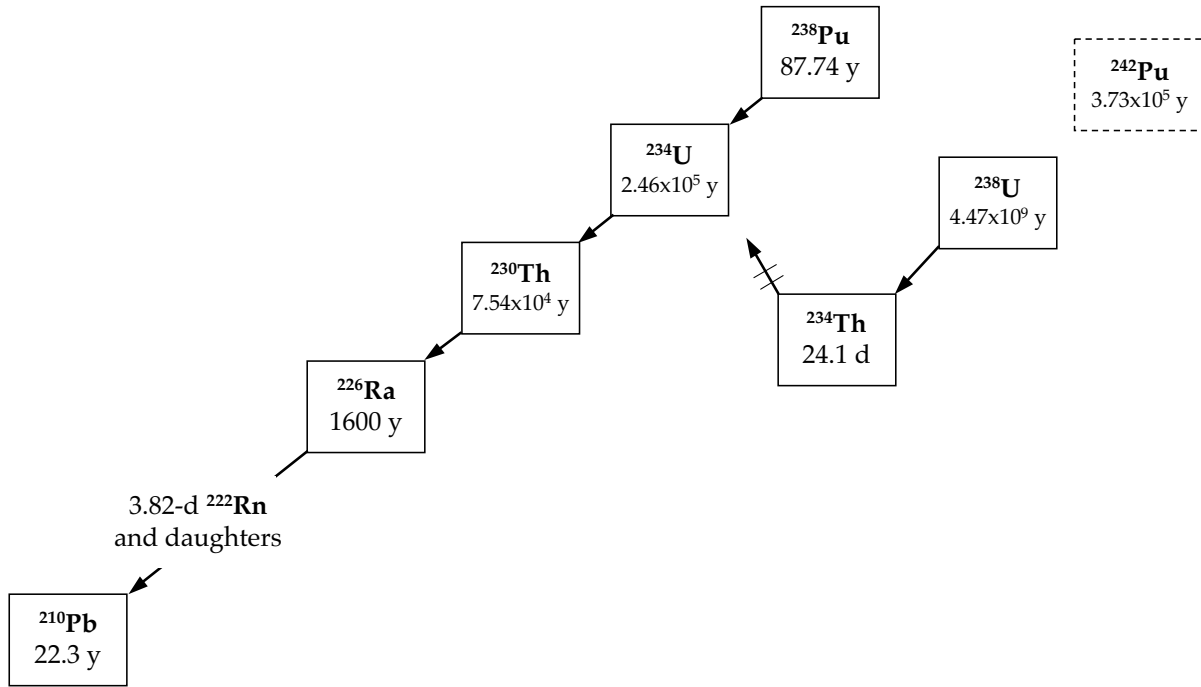 ²³⁸Pu
87.74 y
²⁴²Pu
3.73x10⁵ y
²³⁴U
2.46x10⁵ y
²³⁸U
4.47x10⁹ y
²³⁰Th
7.54x10⁴ y
²³⁴Th
24.1 d
²²⁶Ra
1600 y
3.82-d ²²²Rn
and daughters
²¹⁰Pb
22.3 y